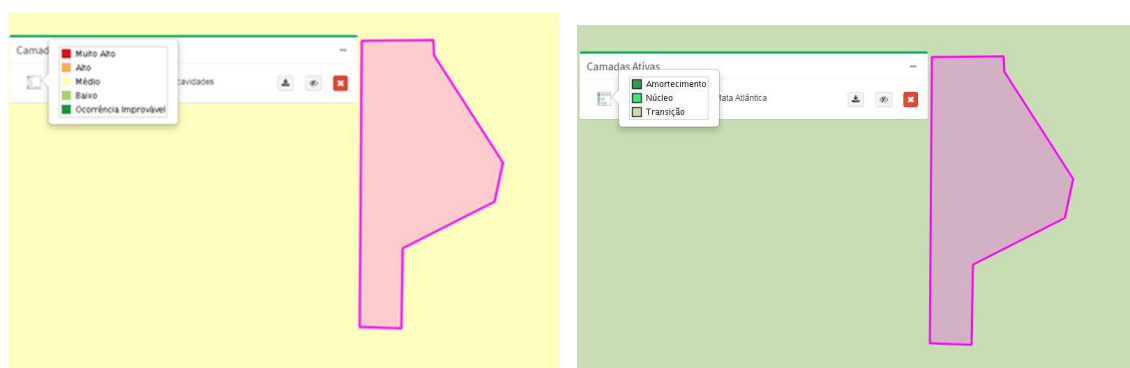 Camad
Muito Alto
Alto
Médio
Baixo
Ocorrência Improvável
cavidades
Camadas Ativas
Amortecimento
Núcleo
Transição
Mata Atlântica